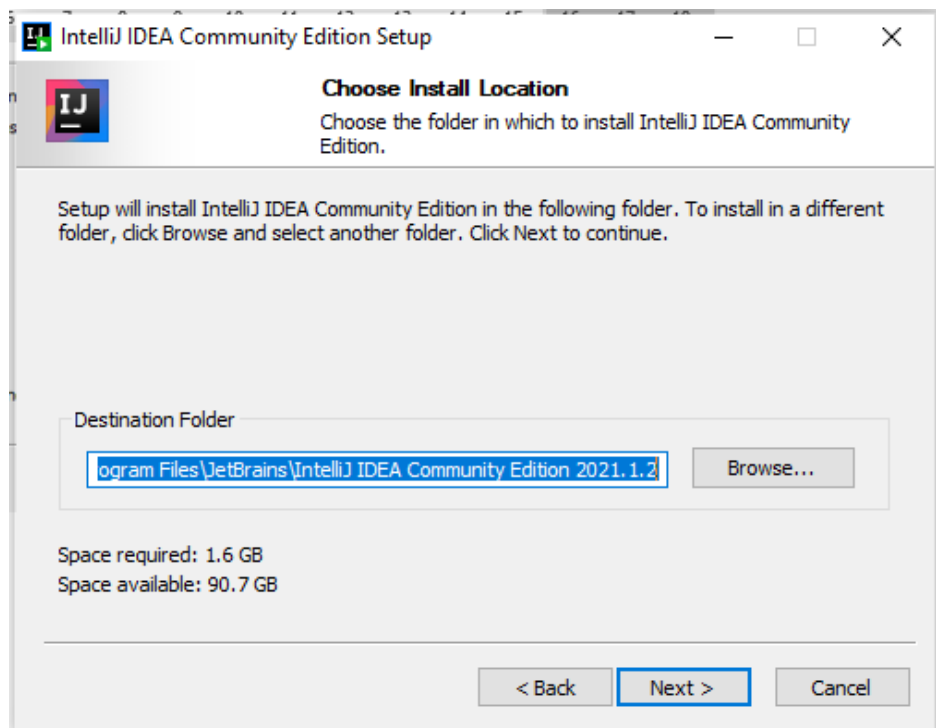 IntelliJ IDEA Community Edition Setup
IJ
Choose Install Location
Choose the folder in which to install IntelliJ IDEA Community
Edition.
Setup will install IntelliJ IDEA Community Edition in the following folder. To install in a different
folder, click Browse and select another folder. Click Next to continue.
Destination Folder
ogram Files\JetBrains\IntelliJ IDEA Community Edition 2021.1.2
Browse...
Space required: 1.6 GB
Space available: 90.7 GB
< Back
Next >
Cancel